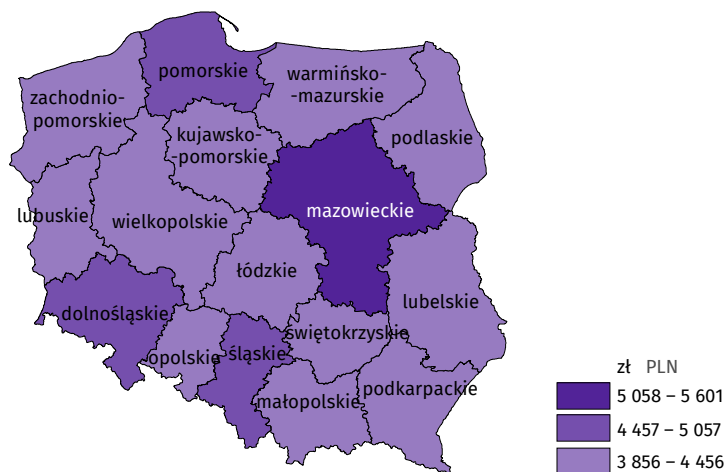 pomorskie
warmińsko-
-mazurskie
zachodnio-
pomorskie
kujawsko-
-pomorskie
podlaskie
lubuskie
wielkopolskie
mazowieckie
łódzkie
lubelskie
dolnośląskie
opolskie
śląskie
świętokrzyskie
małopolskie
podkarpackie
zł PLN
5 058 – 5 601
4 457 – 5 057
3 856 – 4 456